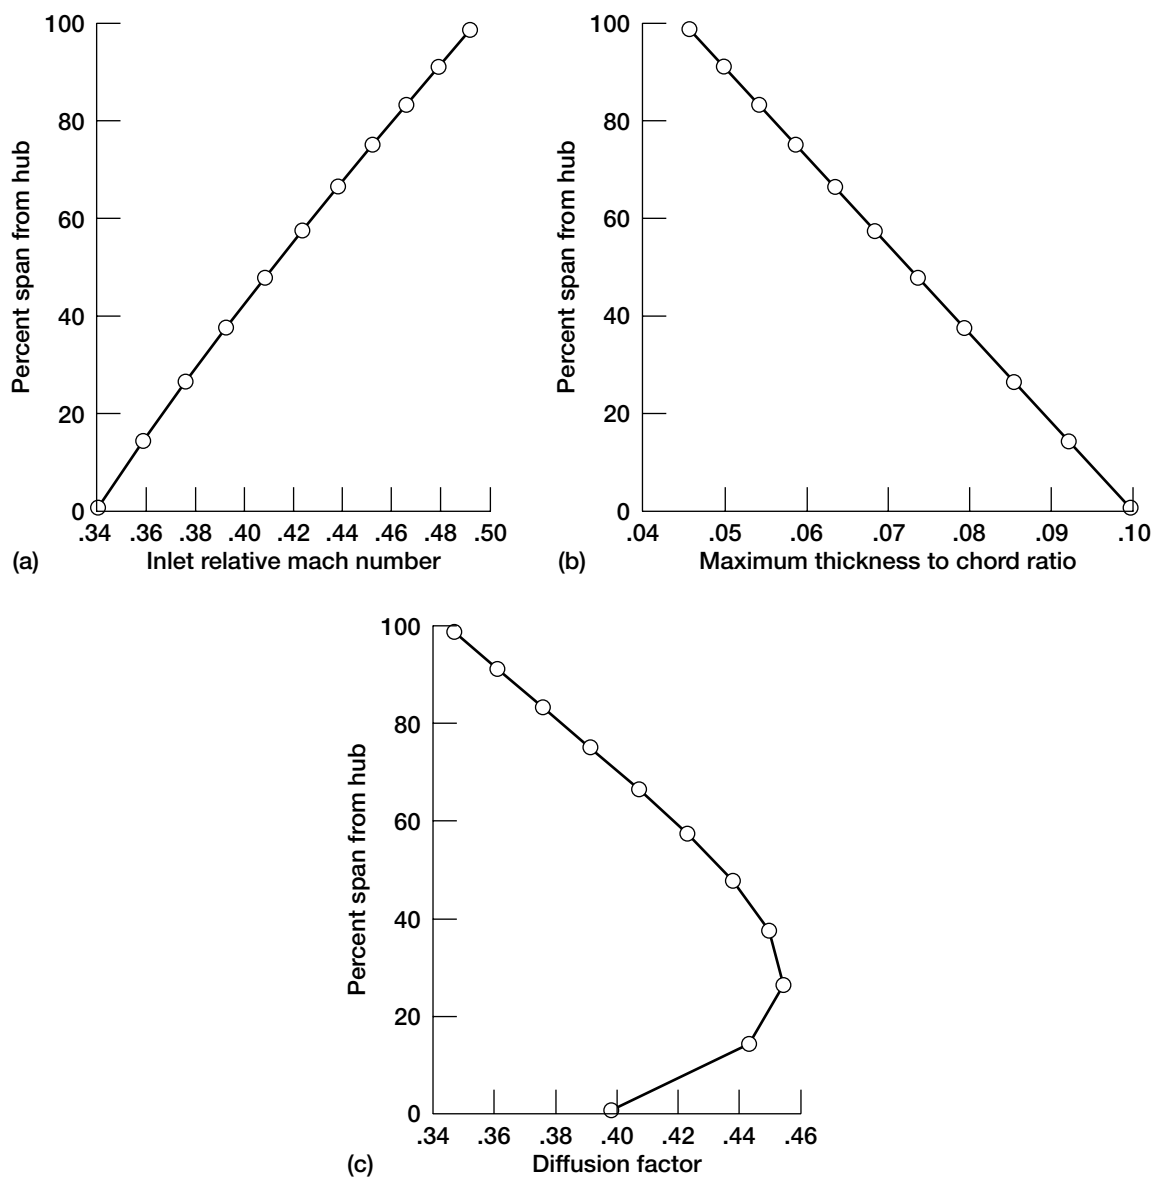 100
80
60
40
20
0
Percent span from hub
.34 .36 .38 .40 .42 .44 .46 .48 .50
(a) Inlet relative mach number
100
80
60
40
20
0
Percent span from hub
.04 .05 .06 .07 .08 .09 .10
(b) Maximum thickness to chord ratio
100
80
60
40
20
0
Percent span from hub
.34 .36 .38 .40 .42 .44 .46
(c) Diffusion factor